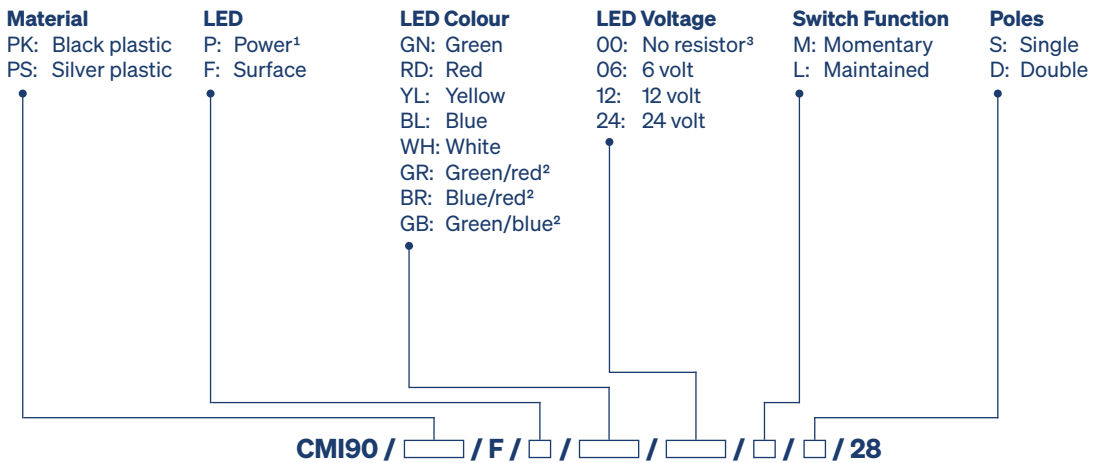 Material
PK: Black plastic
PS: Silver plastic
LED
P: Power¹
F: Surface
LED Colour
GN: Green
RD: Red
YL: Yellow
BL: Blue
WH: White
GR: Green/red²
BR: Blue/red²
GB: Green/blue²
LED Voltage
00: No resistor³
06: 6 volt
12: 12 volt
24: 24 volt
Switch Function
M: Momentary
L: Maintained
Poles
S: Single
D: Double
CMI90 / / F / / / / / / 28